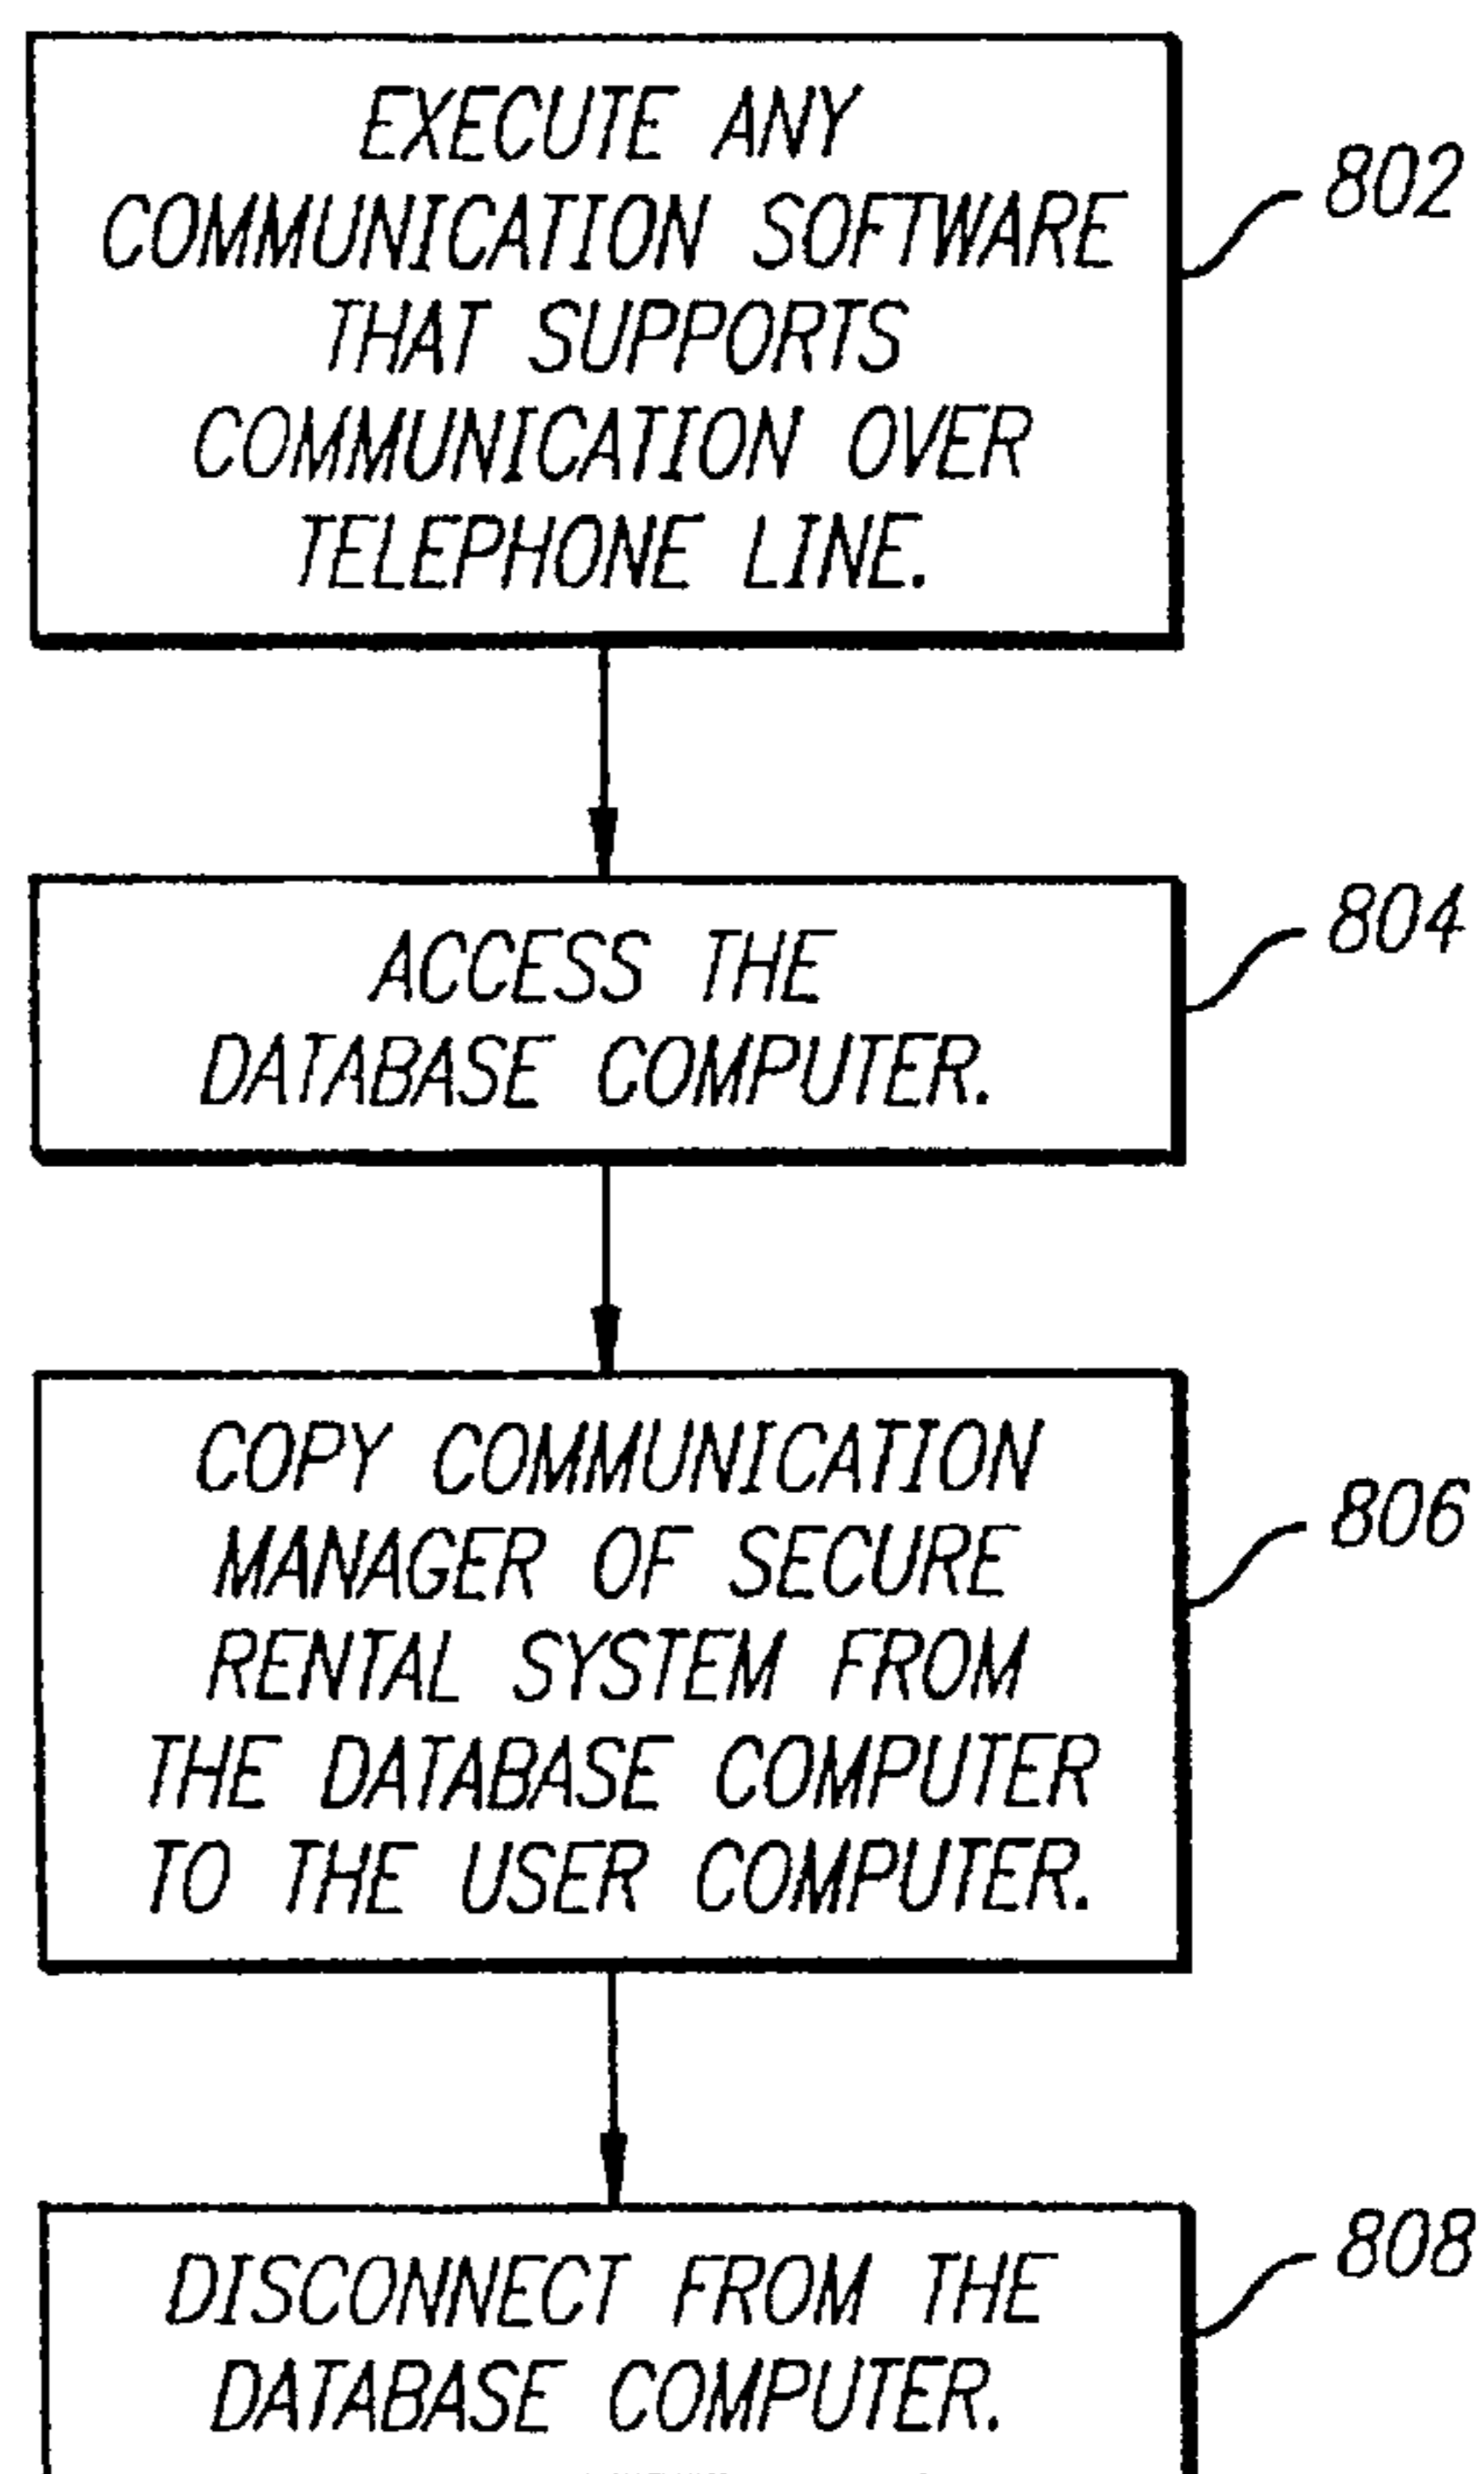 EXECUTE ANY
COMMUNICATION SOFTWARE
THAT SUPPORTS
COMMUNICATION OVER
TELEPHONE LINE.
802
ACCESS THE
DATABASE COMPUTER.
804
COPY COMMUNICATION
MANAGER OF SECURE
RENTAL SYSTEM FROM
THE DATABASE COMPUTER
TO THE USER COMPUTER.
806
DISCONNECT FROM THE
DATABASE COMPUTER.
808